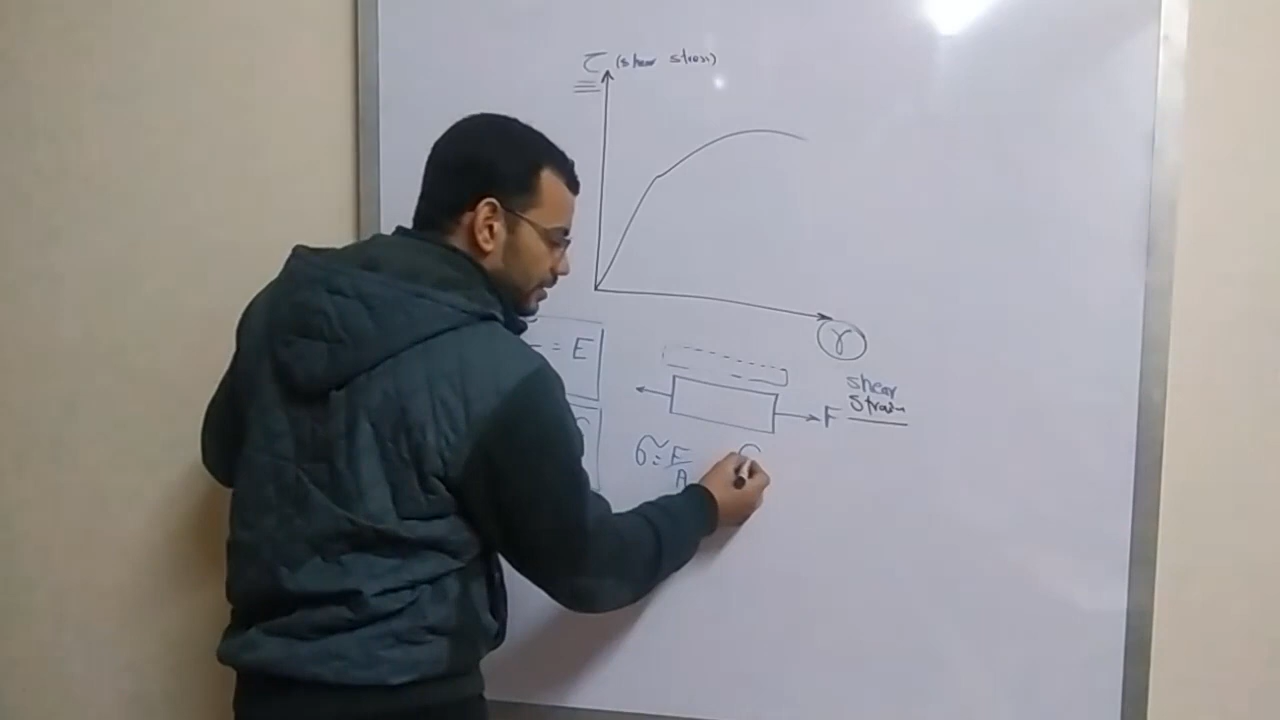 τ (shear stress)
γ
= E
shear
F strain
σ = F
A